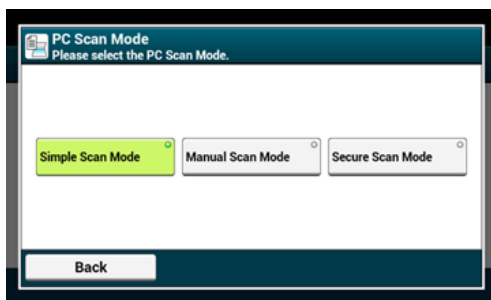 PC Scan Mode
Please select the PC Scan Mode.
Simple Scan Mode
Manual Scan Mode
Secure Scan Mode
Back